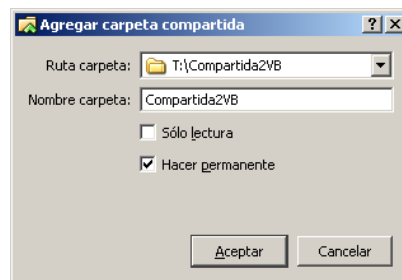 Agregar carpeta compartida
Ruta carpeta: T:\Compartida2VB
Nombre carpeta: Compartida2VB
Sólo lectura
Hacer permanente
Aceptar Cancelar